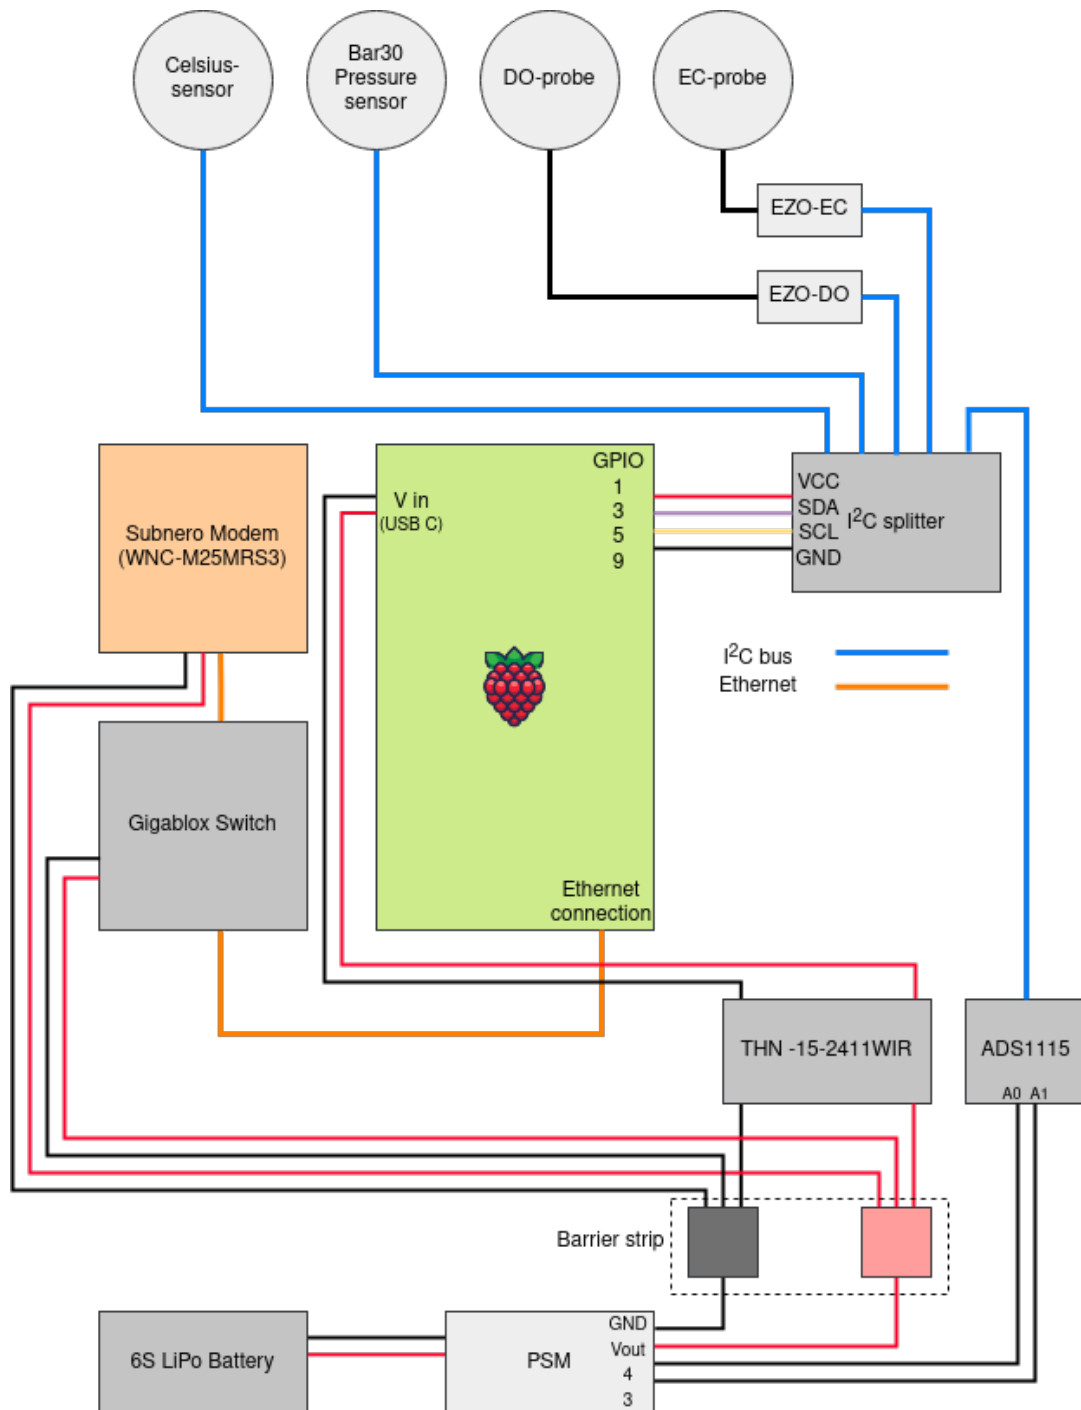 Celsius-
sensor
Bar30
Pressure
sensor
DO-probe
EC-probe
EZO-EC
EZO-DO
GPIO
1
3
5
9
V in
(USB C)
VCC
SDA
SCL
GND
I²C splitter
Subnero Modem
(WNC-M25MRS3)
I²C bus
Ethernet
Gigablox Switch
Ethernet
connection
THN -15-2411WIR
ADS1115
A0 A1
Barrier strip
6S LiPo Battery
PSM
GND
Vout
4
3